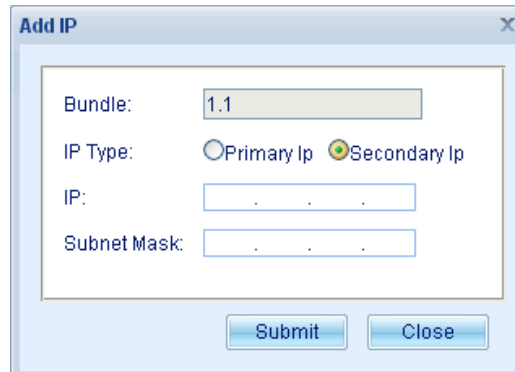 Add IP
Bundle: 1.1
IP Type: Primary Ip Secondary Ip
IP: . . .
Subnet Mask: . . .
Submit Close